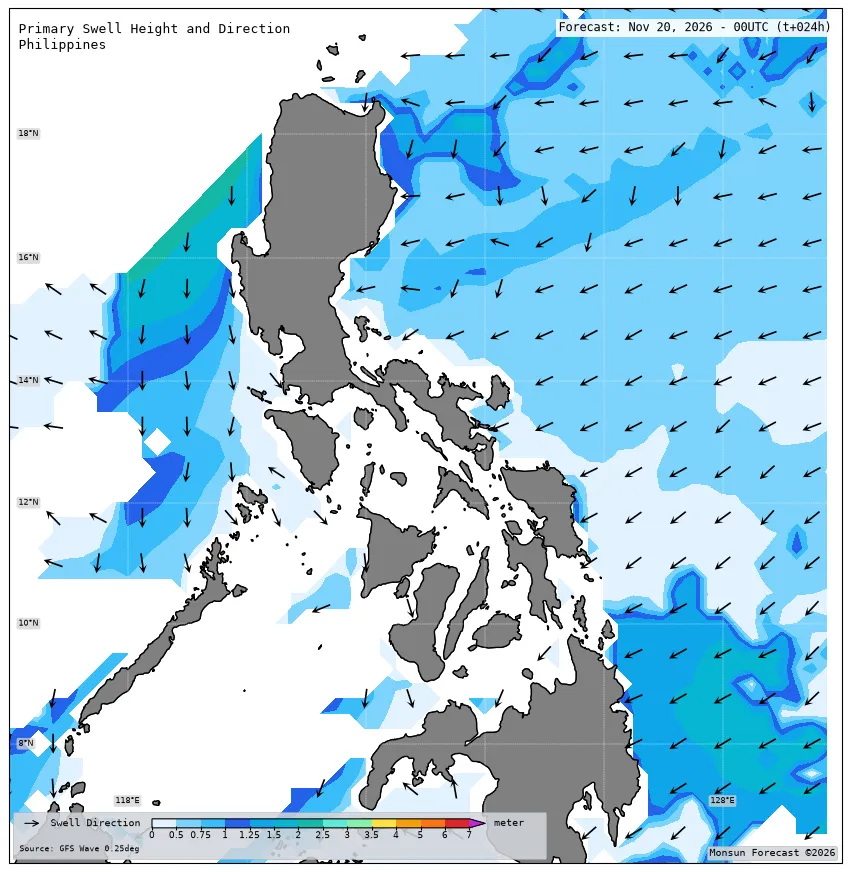 Primary Swell Height and Direction
Philippines
Forecast: Nov 20, 2026 - 00UTC (t+024h)
18°N
16°N
14°N
12°N
10°N
8°N
118°E
128°E
Swell Direction
meter
0 0.5 0.75 1 1.25 1.5 2 2.5 3 3.5 4 5 6 7
Source: GFS Wave 0.25deg
Monsun Forecast ©2026